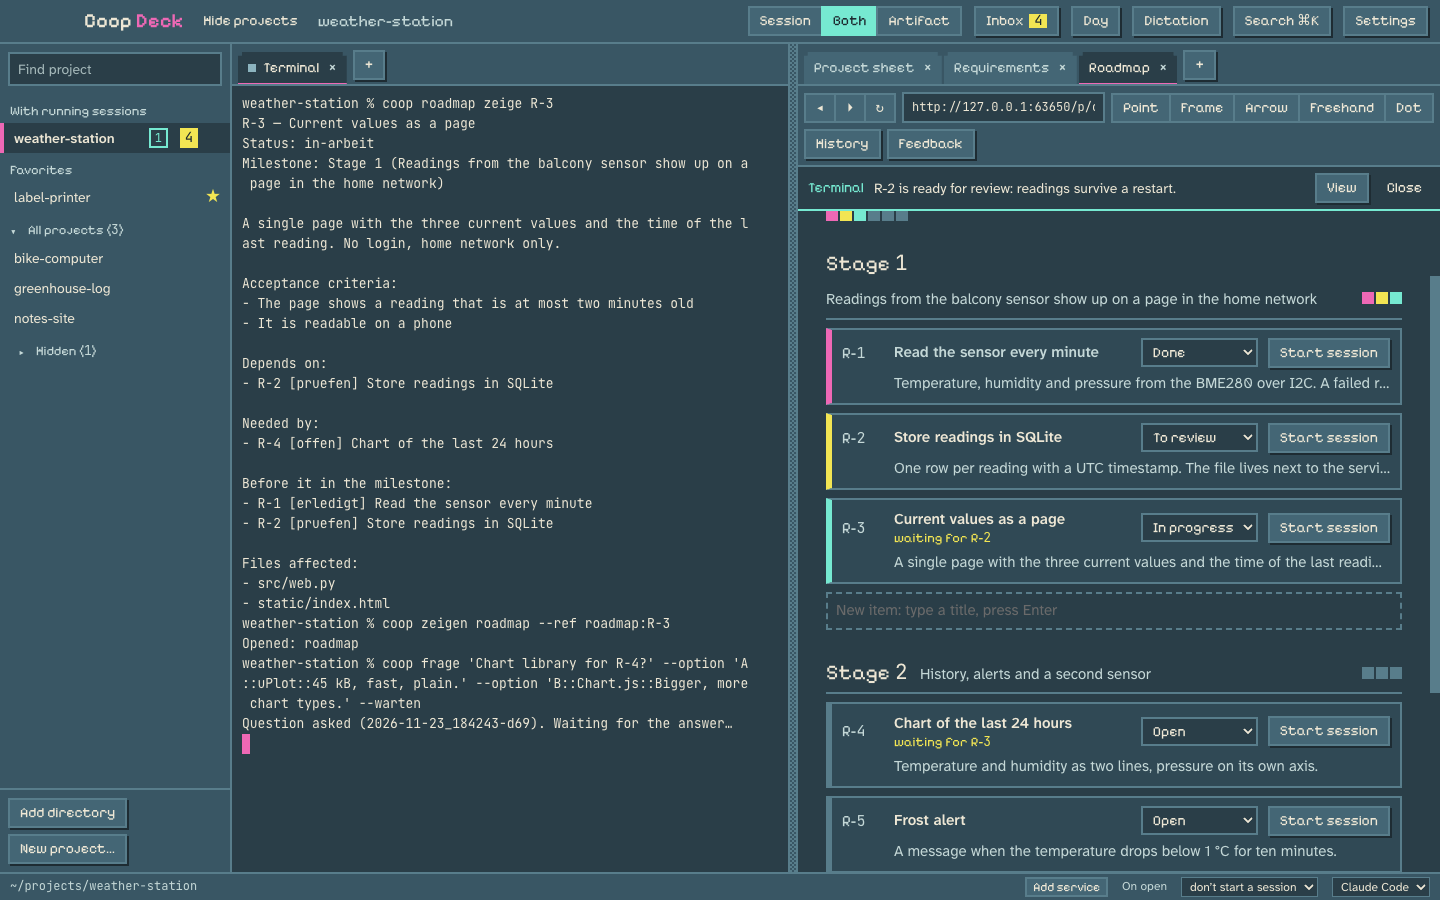 Coop Deck
Hide projects
weather-station
Session
Both
Artifact
Inbox 4
Day
Dictation
Search ⌘K
Settings
Find project
With running sessions
weather-station 1 4
Favorites
label-printer ★
▾ All projects (3)
bike-computer
greenhouse-log
notes-site
▸ Hidden (1)
Add directory
New project…
Terminal ×
+
weather-station % coop roadmap zeige R-3
R-3 — Current values as a page
Status: in-arbeit
Milestone: Stage 1 (Readings from the balcony sensor show up on a
page in the home network)
A single page with the three current values and the time of the l
ast reading. No login, home network only.
Acceptance criteria:
- The page shows a reading that is at most two minutes old
- It is readable on a phone
Depends on:
- R-2 [pruefen] Store readings in SQLite
Needed by:
- R-4 [offen] Chart of the last 24 hours
Before it in the milestone:
- R-1 [erledigt] Read the sensor every minute
- R-2 [pruefen] Store readings in SQLite
Files affected:
- src/web.py
- static/index.html
weather-station % coop zeigen roadmap --ref roadmap:R-3
Opened: roadmap
weather-station % coop frage 'Chart library for R-4?' --option 'A
::uPlot::45 kB, fast, plain.' --option 'B::Chart.js::Bigger, more
chart types.' --warten
Question asked (2026-11-23_184243-d69). Waiting for the answer…
Project sheet ×
Requirements ×
Roadmap ×
+
◂ ▸ ↻
http://127.0.0.1:63650/p/
Point
Frame
Arrow
Freehand
Dot
History
Feedback
Terminal R-2 is ready for review: readings survive a restart.
View
Close
Stage 1
Readings from the balcony sensor show up on a page in the home network
R-1 Read the sensor every minute Done Start session
Temperature, humidity and pressure from the BME280 over I2C. A failed r…
R-2 Store readings in SQLite To review Start session
One row per reading with a UTC timestamp. The file lives next to the servi…
R-3 Current values as a page In progress Start session
waiting for R-2
A single page with the three current values and the time of the last readi…
New item: type a title, press Enter
Stage 2 History, alerts and a second sensor
R-4 Chart of the last 24 hours Open Start session
waiting for R-3
Temperature and humidity as two lines, pressure on its own axis.
R-5 Frost alert Open Start session
A message when the temperature drops below 1 °C for ten minutes.
~/projects/weather-station
Add service
On open
don't start a session
Claude Code